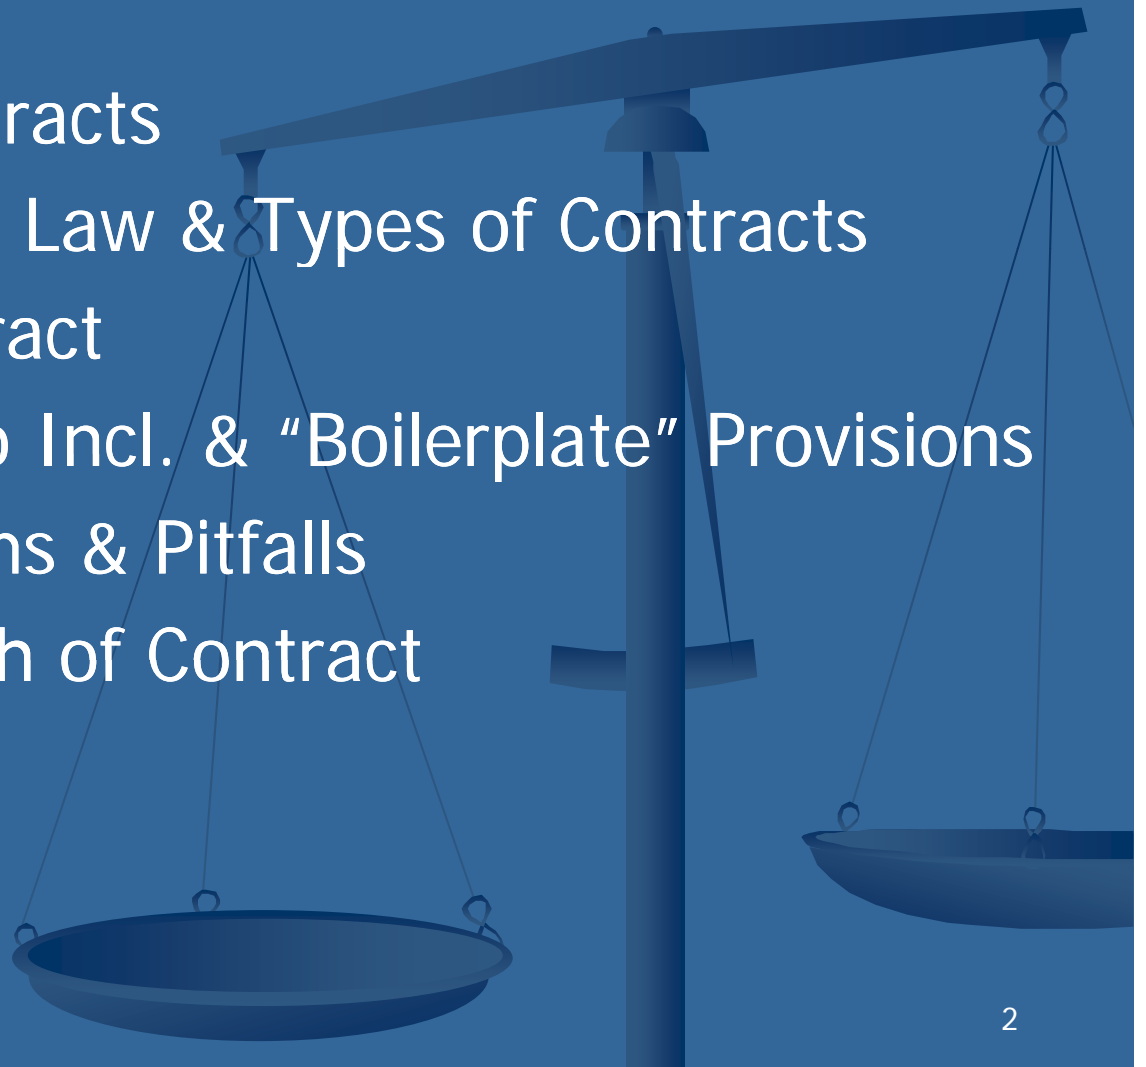 racts
Law & Types of Contracts
ract
o Incl. & “Boilerplate” Provisions
ns & Pitfalls
h of Contract
2